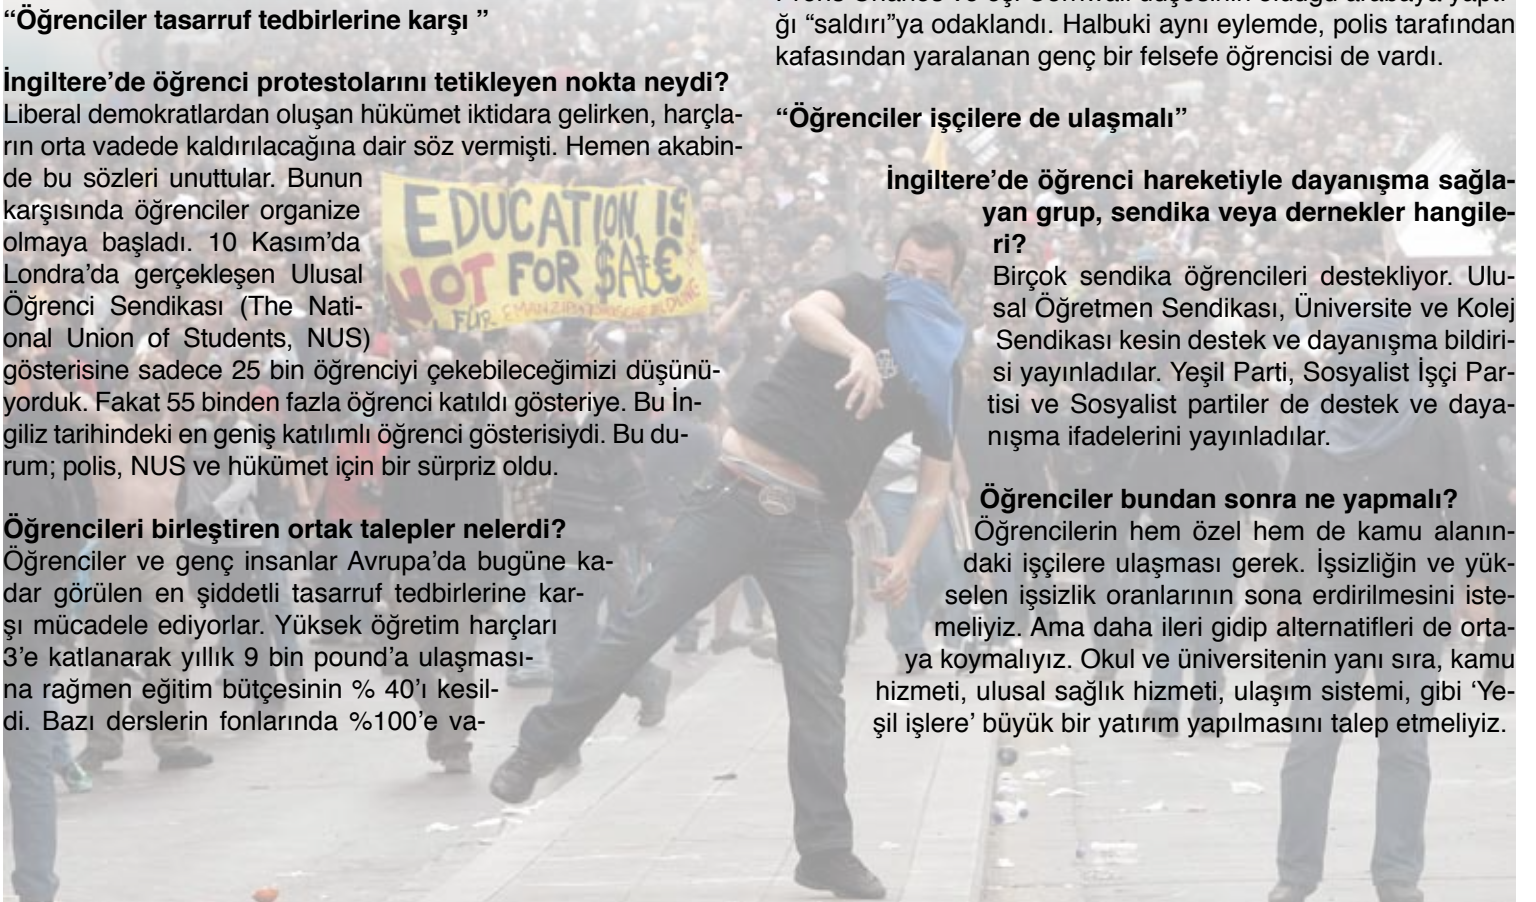 “Öğrenciler tasarruf tedbirlerine karşı ”
İngiltere’de öğrenci protestolarını tetikleyen nokta neydi?
Liberal demokratlardan oluşan hükümet iktidara gelirken, harçla-
rın orta vadede kaldırılacağına dair söz vermişti. Hemen akabin-
de bu sözleri unuttular. Bunun
karşısında öğrenciler organize
olmaya başladı. 10 Kasım’da
Londra’da gerçekleşen Ulusal
Öğrenci Sendikası (The Nati-
onal Union of Students, NUS)
gösterisine sadece 25 bin öğrenciyi çekebileceğimizi düşünü-
yorduk. Fakat 55 binden fazla öğrenci katıldı gösteriye. Bu İn-
giliz tarihindeki en geniş katılımlı öğrenci gösterisiydi. Bu du-
rum; polis, NUS ve hükümet için bir sürpriz oldu.
Öğrencileri birleştiren ortak talepler nelerdi?
Öğrenciler ve genç insanlar Avrupa’da bugüne ka-
dar görülen en şiddetli tasarruf tedbirlerine kar-
şı mücadele ediyorlar. Yüksek öğretim harçları
3’e katlanarak yıllık 9 bin pound’a ulaşması-
na rağmen eğitim bütçesinin % 40’ı kesil-
di. Bazı derslerin fonlarında %100’e va-
EDUCATION IS
NOT FOR $AL€
FÜR EMANZIPATORISCHE BILDUNG
ğı “saldırı”ya odaklandı. Halbuki aynı eylemde, polis tarafından
kafasından yaralanan genç bir felsefe öğrencisi de vardı.
“Öğrenciler işçilere de ulaşmalı”
İngiltere’de öğrenci hareketiyle dayanışma sağla-
yan grup, sendika veya dernekler hangile-
ri?
Birçok sendika öğrencileri destekliyor. Ulu-
sal Öğretmen Sendikası, Üniversite ve Kolej
Sendikası kesin destek ve dayanışma bildiri-
si yayınladılar. Yeşil Parti, Sosyalist İşçi Par-
tisi ve Sosyalist partiler de destek ve daya-
nışma ifadelerini yayınladılar.
Öğrenciler bundan sonra ne yapmalı?
Öğrencilerin hem özel hem de kamu alanın-
daki işçilere ulaşması gerek. İşsizliğin ve yük-
selen işsizlik oranlarının sona erdirilmesini iste-
meliyiz. Ama daha ileri gidip alternatifleri de orta-
ya koymalıyız. Okul ve üniversitenin yanı sıra, kamu
hizmeti, ulusal sağlık hizmeti, ulaşım sistemi, gibi ‘Ye-
şil işlere’ büyük bir yatırım yapılmasını talep etmeliyiz.